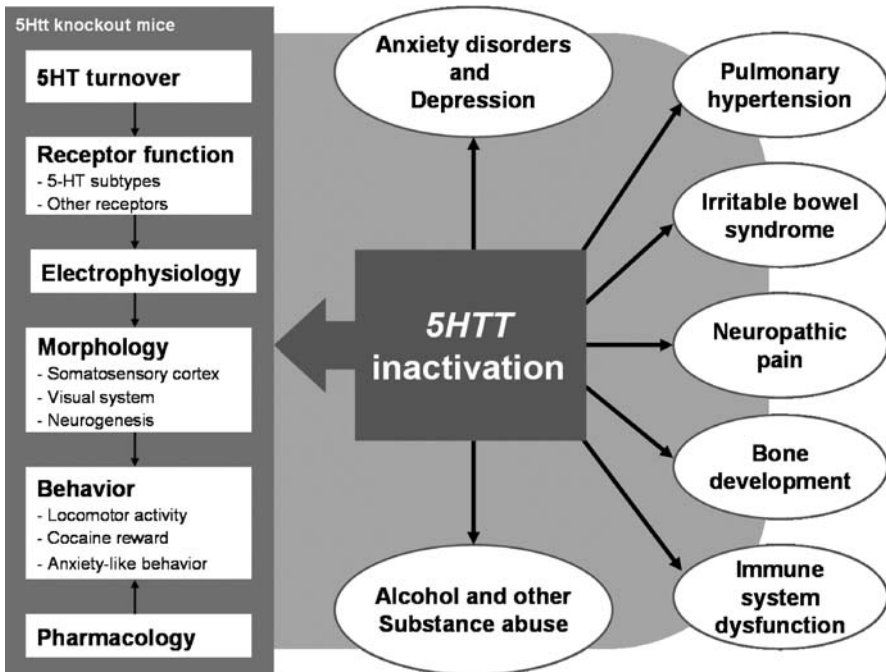 5Htt knockout mice
5HT turnover
Receptor function
- 5-HT subtypes
- Other receptors
Electrophysiology
Morphology
- Somatosensory cortex
- Visual system
- Neurogenesis
Behavior
- Locomotor activity
- Cocaine reward
- Anxiety-like behavior
Pharmacology
Anxiety disorders
and
Depression
5HTT
inactivation
Alcohol and other
Substance abuse
Pulmonary
hypertension
Irritable bowel
syndrome
Neuropathic
pain
Bone
development
Immune
system
dysfunction